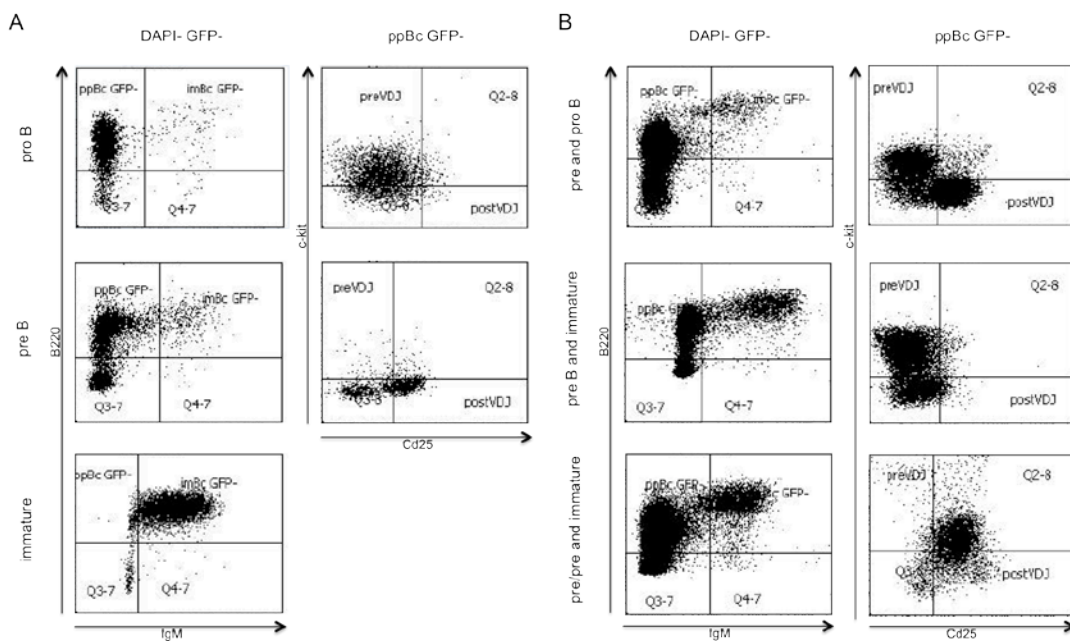 A
DAPI- GFP-
ppBc GFP-
pro B
ppBc GFP-
imBc GFP-
Q3-7
Q4-7
preVDJ
Q2-8
postVDJ
pre B
ppBc GFP-
imBc GFP-
Q3-7
Q4-7
preVDJ
Q2-8
Q3-8
postVDJ
immature
ppBc GFP-
imBc GFP-
Q3-7
Q4-7
B220
IgM
c-kit
Cd25
B
DAPI- GFP-
ppBc GFP-
pre and pro B
ppBc GFP-
imBc GFP-
Q4-7
preVDJ
Q2-8
postVDJ
pre B and immature
ppBc GFP-
Q3-7
Q4-7
preVDJ
Q2-8
postVDJ
pre/pre and immature
ppBc GFP-
c GFP-
Q3-7
Q4-7
preVDJ
Q2-8
postVDJ
B220
IgM
c-kit
Cd25